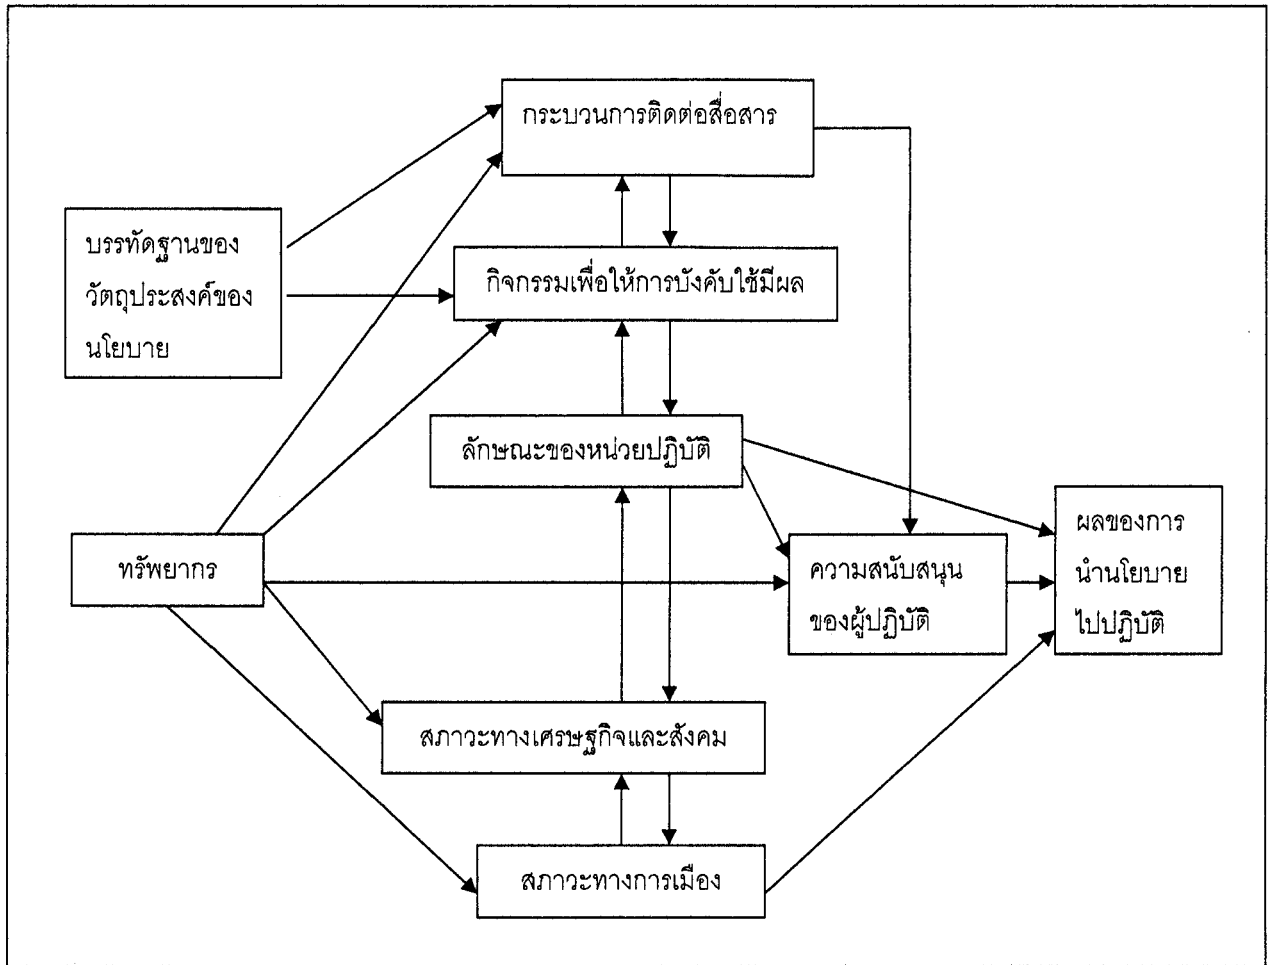 กระบวนการติดต่อสื่อสาร
บรรทัดฐานของ
วัตถุประสงค์ของ
นโยบาย
กิจกรรมเพื่อให้การบังคับใช้มีผล
ลักษณะของหน่วยปฏิบัติ
ทรัพยากร
ความสนับสนุน
ของผู้ปฏิบัติ
ผลของการ
นำนโยบาย
ไปปฏิบัติ
สภาวะทางเศรษฐกิจและสังคม
สภาวะทางการเมือง